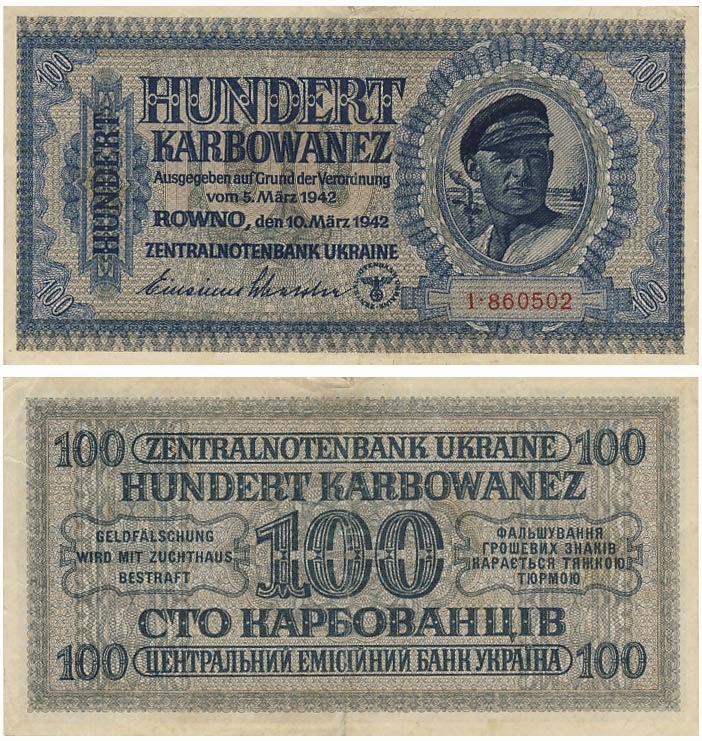 100
100
HUNDERT
HUNDERT
KARBOWANEZ
Ausgegeben auf Grund der Verordnung
vom 5. März 1942
ROWNO, den 10. März 1942
ZENTRALNOTENBANK UKRAINE
1·860502
100
100
100 ZENTRALNOTENBANK UKRAINE 100
HUNDERT KARBOWANEZ
GELDFÄLSCHUNG
WIRD MIT ZUCHTHAUS
BESTRAFT
100
ФАЛЬШУВАННЯ
ГРОШЕВИХ ЗНАКІВ
КАРАЄТЬСЯ ТЯЖКОЮ
ТЮРМОЮ
СТО КАРБОВАНЦІВ
100 ЦЕНТРАЛЬНИЙ ЕМІСІЙНИЙ БАНК УКРАЇНА 100